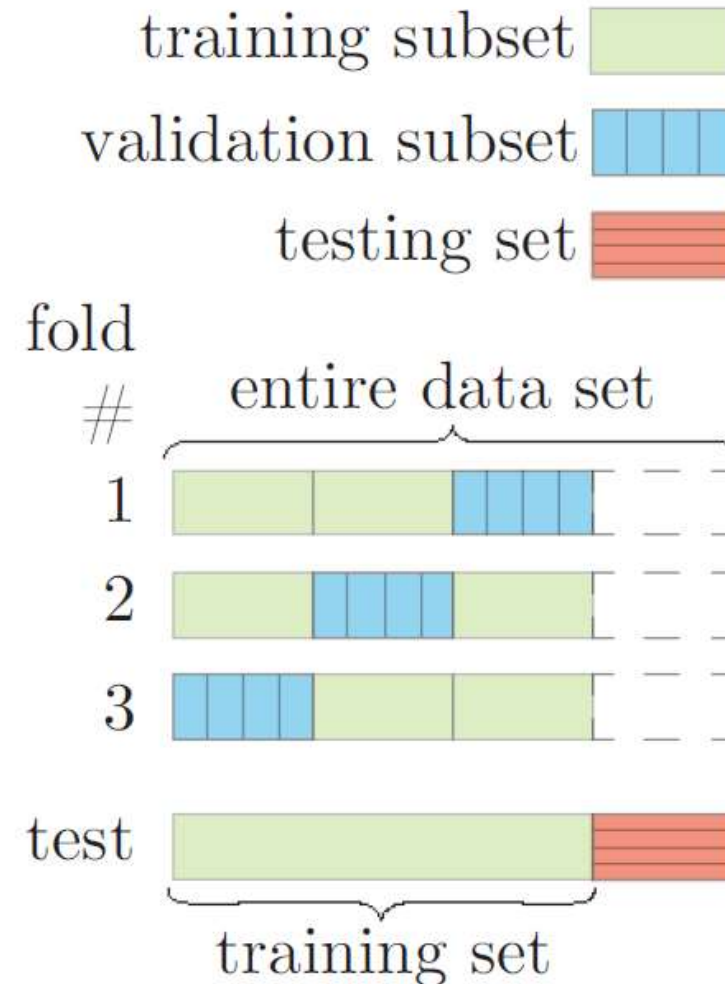 training subset
validation subset
testing set
fold
#
entire data set
1
2
3
test
training set